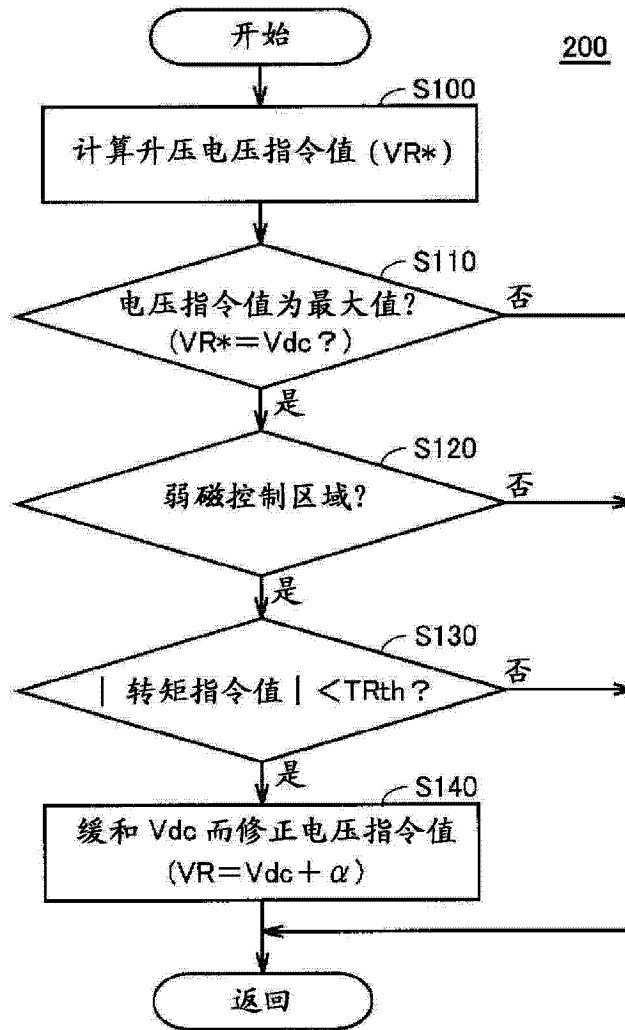 开始
200
S100
计算升压电压指令值(VR*)
S110
电压指令值为最大值?
(VR*=Vdc?)
否
是
S120
弱磁控制区域?
否
是
S130
|转矩指令值|<TRth?
否
是
S140
缓和 Vdc 而修正电压指令值
(VR=Vdc+α)
返回